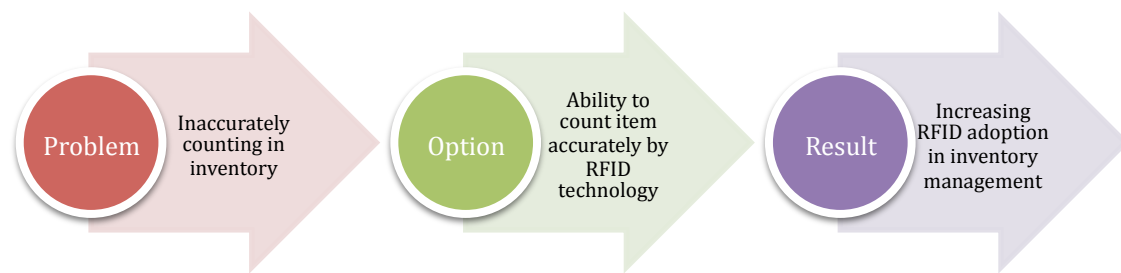 Problem
Inaccurately
counting in
inventory
Option
Ability to
count item
accurately by
RFID
technology
Result
Increasing
RFID adoption
in inventory
management